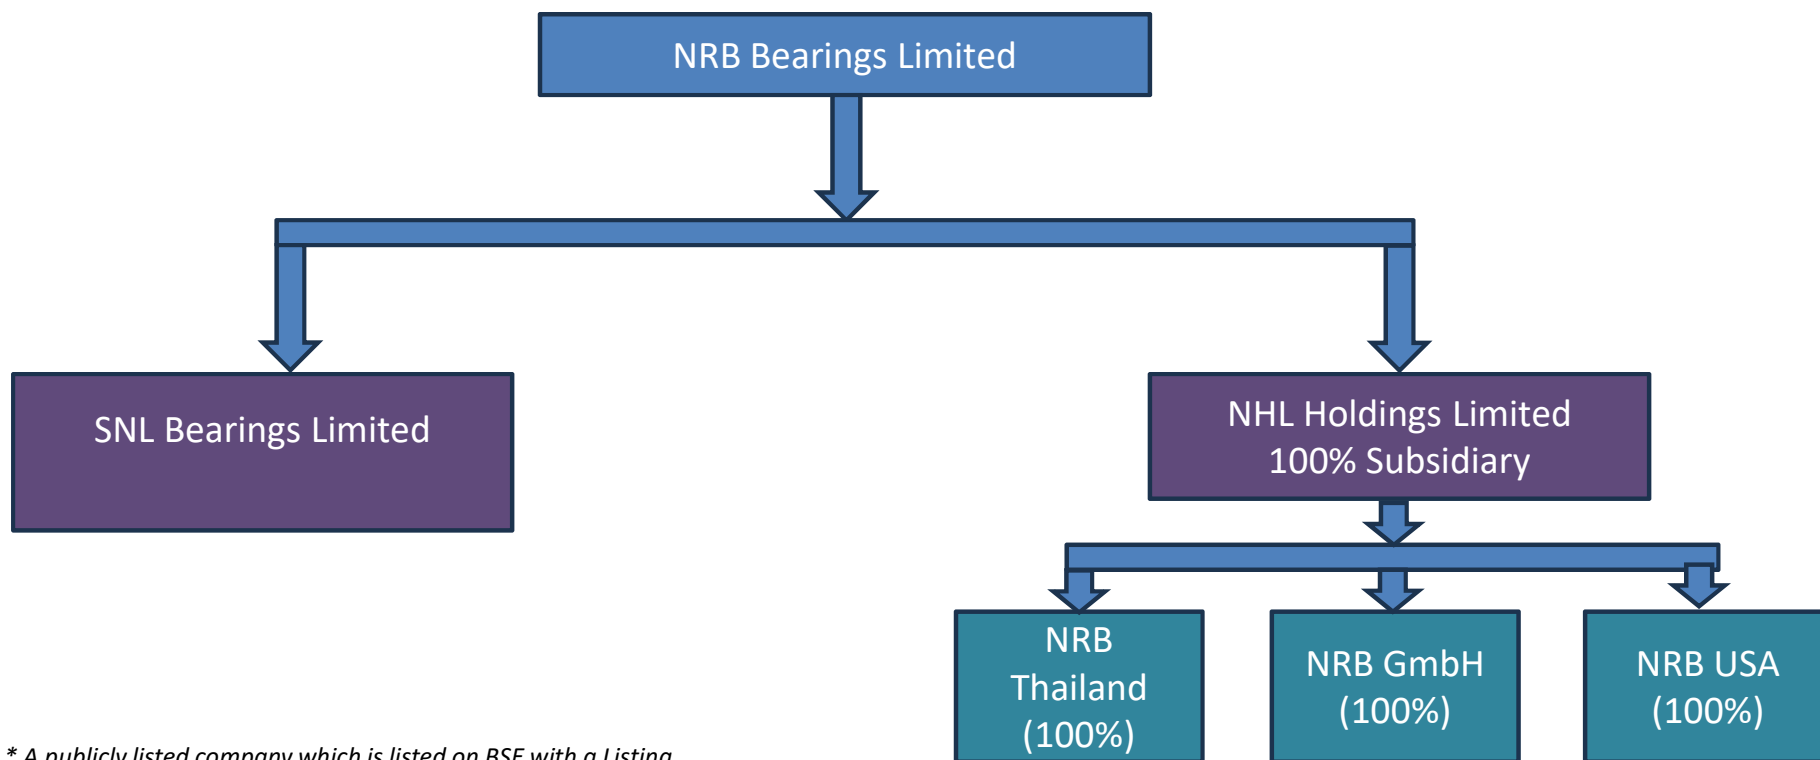 NRB Bearings Limited
SNL Bearings Limited
NHL Holdings Limited
100% Subsidiary
NRB
Thailand
(100%)
NRB GmbH
(100%)
NRB USA
(100%)
* A publicly listed company which is listed on BSE with a Listing